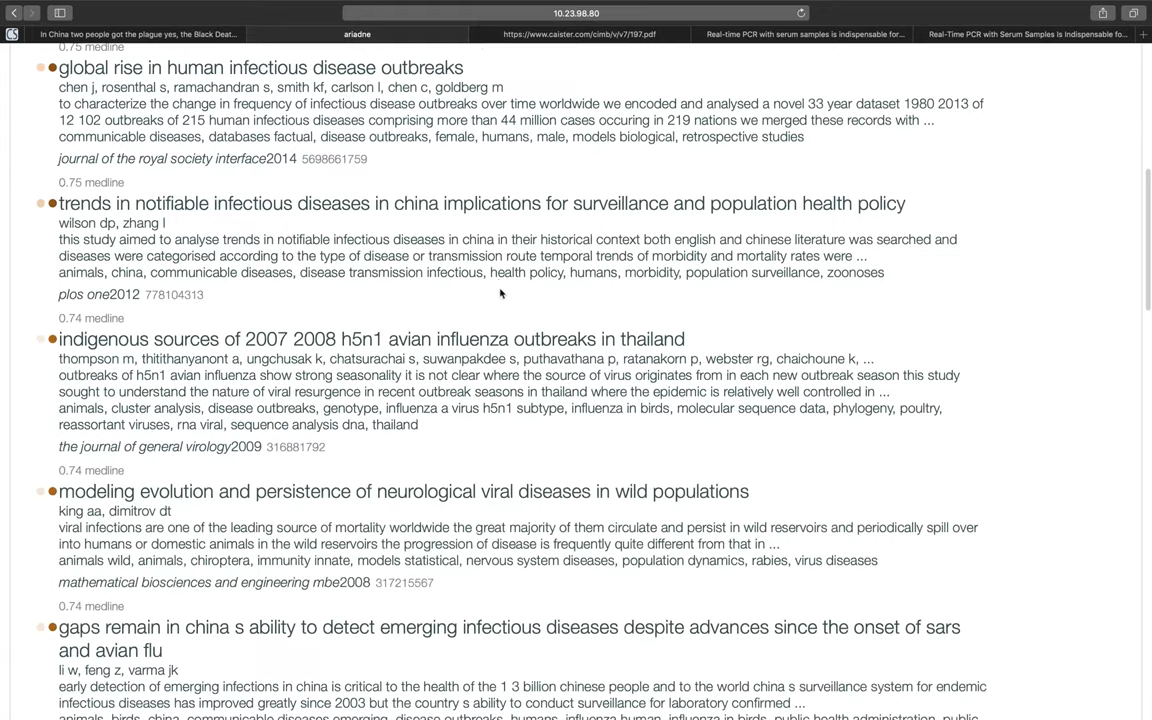 10.23.98.80
In China two people got the plague yes, the Black Deat...
ariadne
https://www.caister.com/cimb/v/v7/197.pdf
Real-time PCR with serum samples is indispensable for...
Real-Time PCR with Serum Samples Is Indispensable fo...
0.75 medline
global rise in human infectious disease outbreaks
chen j, rosenthal s, ramachandran s, smith kf, carlson l, chen c, goldberg m
to characterize the change in frequency of infectious disease outbreaks over time worldwide we encoded and analysed a novel 33 year dataset 1980 2013 of
12 102 outbreaks of 215 human infectious diseases comprising more than 44 million cases occuring in 219 nations we merged these records with ...
communicable diseases, databases factual, disease outbreaks, female, humans, male, models biological, retrospective studies
journal of the royal society interface2014 5698661759
0.75 medline
trends in notifiable infectious diseases in china implications for surveillance and population health policy
wilson dp, zhang l
this study aimed to analyse trends in notifiable infectious diseases in china in their historical context both english and chinese literature was searched and
diseases were categorised according to the type of disease or transmission route temporal trends of morbidity and mortality rates were ...
animals, china, communicable diseases, disease transmission infectious, health policy, humans, morbidity, population surveillance, zoonoses
plos one2012 778104313
0.74 medline
indigenous sources of 2007 2008 h5n1 avian influenza outbreaks in thailand
thompson m, thitithanyanont a, ungchusak k, chatsurachai s, suwanpakdee s, puthavathana p, ratanakorn p, webster rg, chaichoune k, ...
outbreaks of h5n1 avian influenza show strong seasonality it is not clear where the source of virus originates from in each new outbreak season this study
sought to understand the nature of viral resurgence in recent outbreak seasons in thailand where the epidemic is relatively well controlled in ...
animals, cluster analysis, disease outbreaks, genotype, influenza a virus h5n1 subtype, influenza in birds, molecular sequence data, phylogeny, poultry,
reassortant viruses, rna viral, sequence analysis dna, thailand
the journal of general virology2009 316881792
0.74 medline
modeling evolution and persistence of neurological viral diseases in wild populations
king aa, dimitrov dt
viral infections are one of the leading source of mortality worldwide the great majority of them circulate and persist in wild reservoirs and periodically spill over
into humans or domestic animals in the wild reservoirs the progression of disease is frequently quite different from that in ...
animals wild, animals, chiroptera, immunity innate, models statistical, nervous system diseases, population dynamics, rabies, virus diseases
mathematical biosciences and engineering mbe2008 317215567
0.74 medline
gaps remain in china s ability to detect emerging infectious diseases despite advances since the onset of sars
and avian flu
li w, feng z, varma jk
early detection of emerging infections in china is critical to the health of the 1 3 billion chinese people and to the world china s surveillance system for endemic
infectious diseases has improved greatly since 2003 but the country s ability to conduct surveillance for laboratory confirmed ...
animals, birds, china, communicable diseases emerging, disease outbreaks, humans, influenza human, influenza in birds, public health administration, public